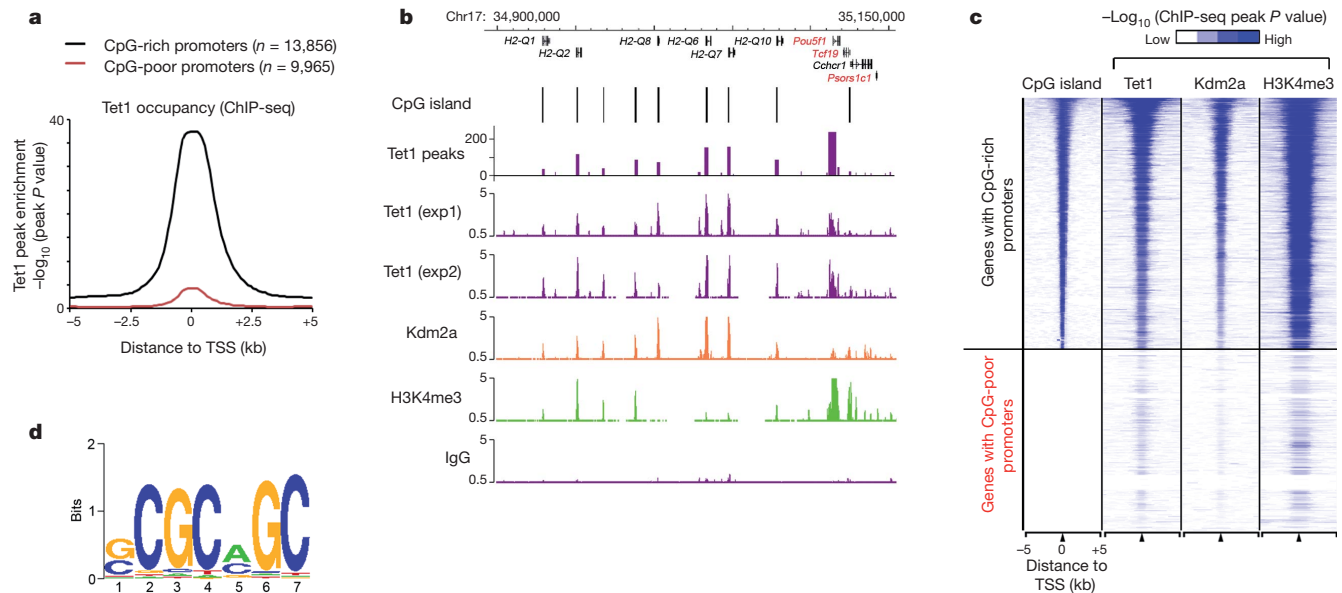 a
CpG-rich promoters (n = 13,856)
CpG-poor promoters (n = 9,965)
Tet1 occupancy (ChIP-seq)
Tet1 peak enrichment
–log10 (peak P value)
40
0
–5
–2.5
0
+2.5
+5
Distance to TSS (kb)
b
Chr17:
34,900,000
35,150,000
H2-Q1
H2-Q2
H2-Q8
H2-Q6
H2-Q7
H2-Q10
Pou5f1
Tcf19
Cchcr1
Psors1c1
CpG island
Tet1 peaks
200
0
Tet1 (exp1)
5
0.5
Tet1 (exp2)
5
0.5
Kdm2a
5
0.5
H3K4me3
5
0.5
IgG
5
0.5
c
–Log10 (ChIP-seq peak P value)
Low
High
CpG island
Tet1
Kdm2a
H3K4me3
Genes with CpG-rich
promoters
Genes with CpG-poor
promoters
–5
0
+5
Distance to
TSS (kb)
d
Bits
2
1
0
G
C
C
G
C
A
C
G
C
1 2 3 4 5 6 7